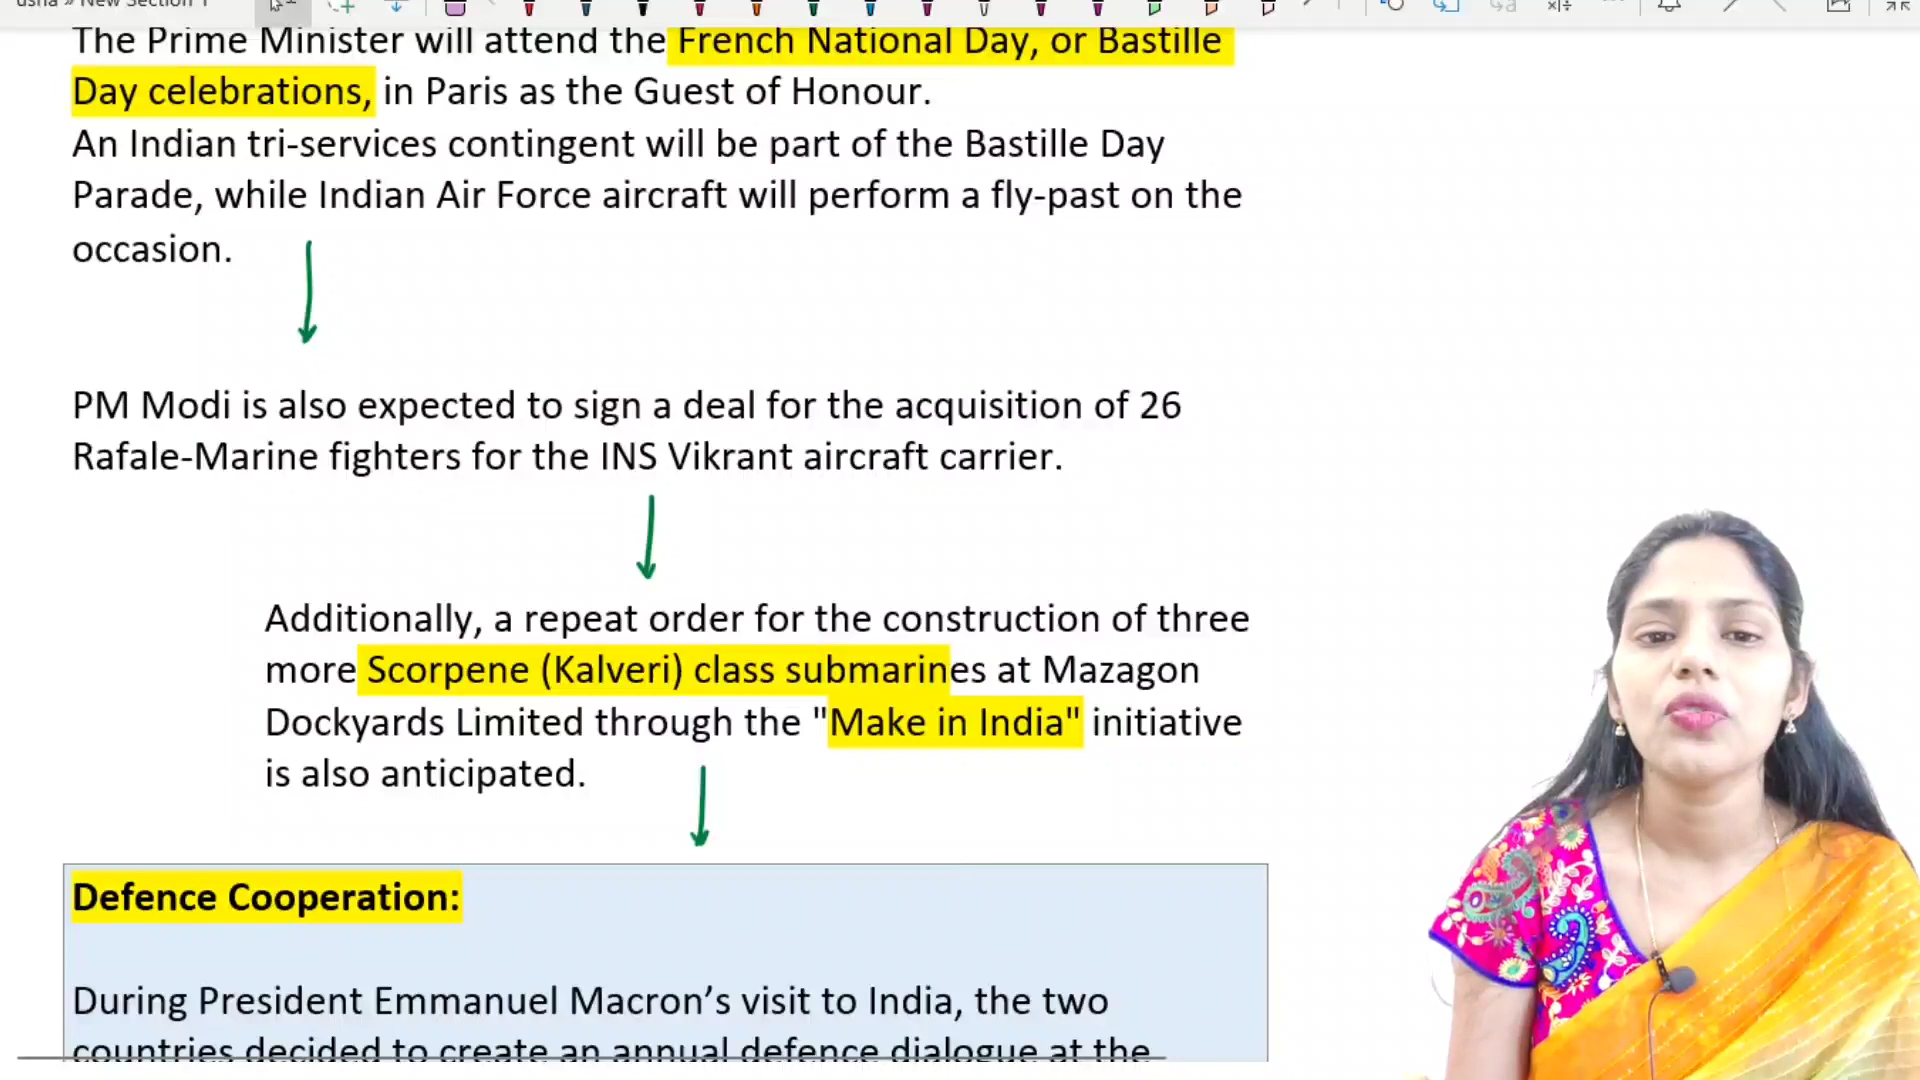 usha » New Section 1
The Prime Minister will attend the French National Day, or Bastille
Day celebrations, in Paris as the Guest of Honour.
An Indian tri-services contingent will be part of the Bastille Day
Parade, while Indian Air Force aircraft will perform a fly-past on the
occasion.
PM Modi is also expected to sign a deal for the acquisition of 26
Rafale-Marine fighters for the INS Vikrant aircraft carrier.
Additionally, a repeat order for the construction of three
more Scorpene (Kalveri) class submarines at Mazagon
Dockyards Limited through the "Make in India" initiative
is also anticipated.
Defence Cooperation:
During President Emmanuel Macron’s visit to India, the two
countries decided to create an annual defence dialogue at the